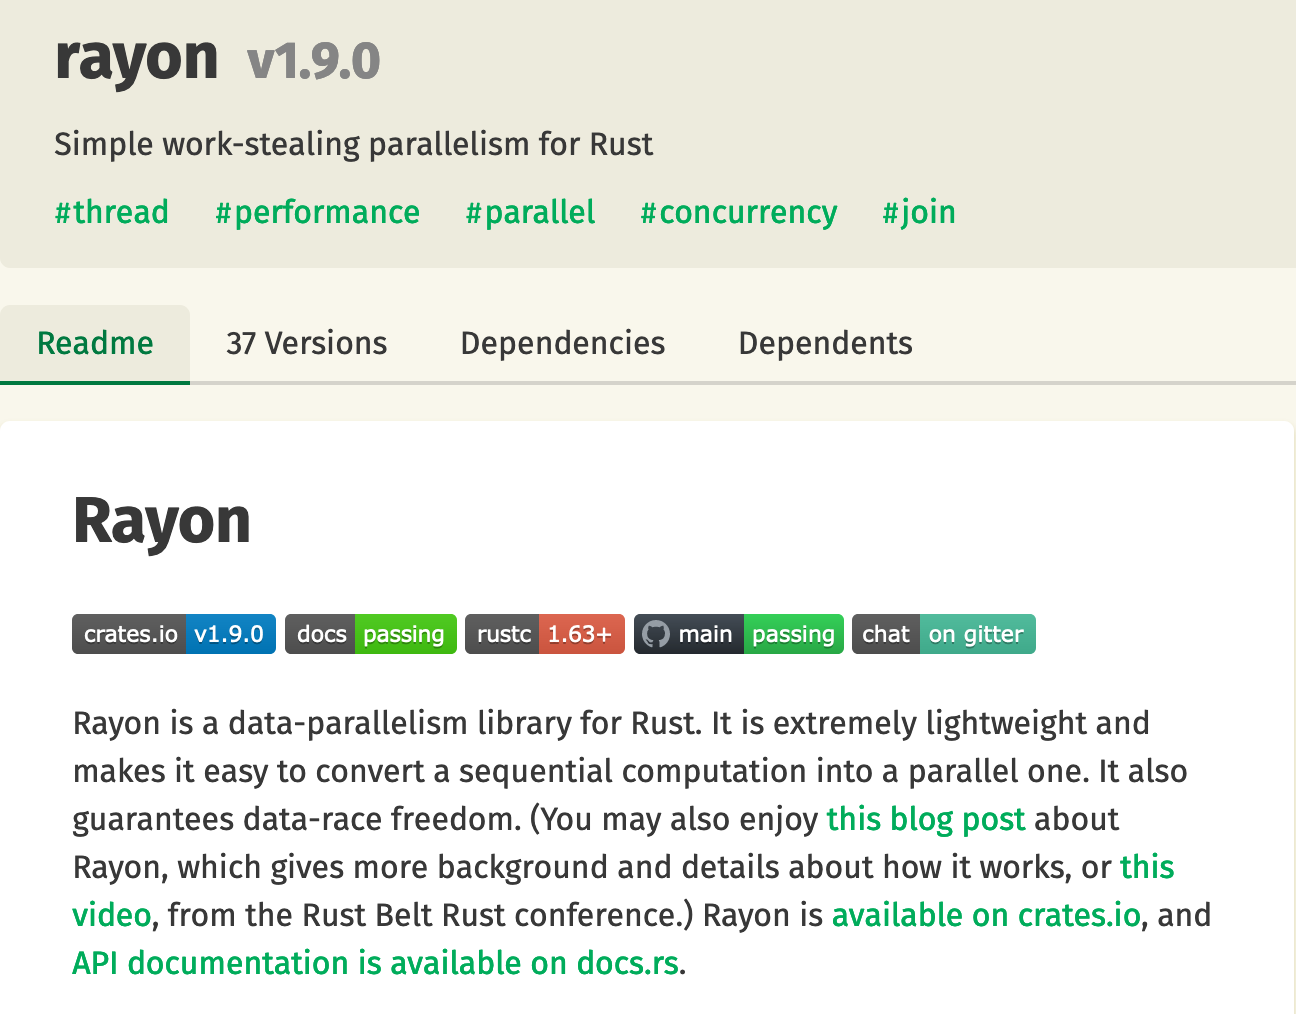 rayon v1.9.0
Simple work-stealing parallelism for Rust
#thread #performance #parallel #concurrency #join
Readme 37 Versions Dependencies Dependents
Rayon
crates.io v1.9.0 docs passing rustc 1.63+ main passing chat on gitter
Rayon is a data-parallelism library for Rust. It is extremely lightweight and
makes it easy to convert a sequential computation into a parallel one. It also
guarantees data-race freedom. (You may also enjoy this blog post about
Rayon, which gives more background and details about how it works, or this
video, from the Rust Belt Rust conference.) Rayon is available on crates.io, and
API documentation is available on docs.rs.